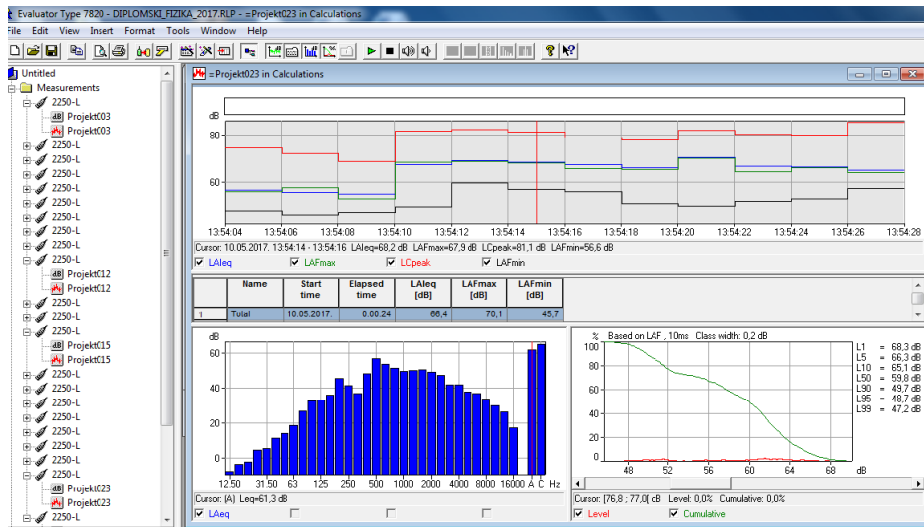 Evaluator Type 7820 - DIPLOMSKI_FIZIKA_2017.RLP - =Projekt023 in Calculations
File Edit View Insert Format Tools Window Help
Untitled
Measurements
2250-L
Projekt03
Projekt03
2250-L
2250-L
2250-L
2250-L
2250-L
2250-L
2250-L
2250-L
2250-L
Projekt12
Projekt12
2250-L
2250-L
2250-L
Projekt15
Projekt15
2250-L
2250-L
2250-L
2250-L
2250-L
2250-L
2250-L
2250-L
Projekt23
Projekt23
2250-L
=Projekt023 in Calculations
dB
80
60
13:54:04 13:54:06 13:54:08 13:54:10 13:54:12 13:54:14 13:54:16 13:54:18 13:54:20 13:54:22 13:54:24 13:54:26 13:54:28
Cursor: 10.05.2017. 13:54:14 - 13:54:16 LAIeq=68,2 dB LAFmax=67,9 dB LCpeak=81,1 dB LAFmin=56,6 dB
LAIeq LAFmax LCpeak LAFmin
Name Start time Elapsed time LAIeq [dB] LAFmax [dB] LAFmin [dB]
1 Total 10.05.2017. 0.00.24 66,4 70,1 45,7
dB
60
40
20
0
12.50 31.5 63 125 250 500 1000 2000 4000 8000 16000 A C Hz
Cursor: (A) Leq=61,3 dB
LAeq
% Based on LAF , 10ms Class width: 0,2 dB
100
80
60
40
20
0
48 52 56 60 64 68 dB
L1 = 68,3 dB
L5 = 66,3 dB
L10 = 65,1 dB
L50 = 59,8 dB
L90 = 49,7 dB
L95 = 48,7 dB
L99 = 47,2 dB
Cursor: [76,8 ; 77,0[ dB Level: 0,0% Cumulative: 0,0%
Level Cumulative